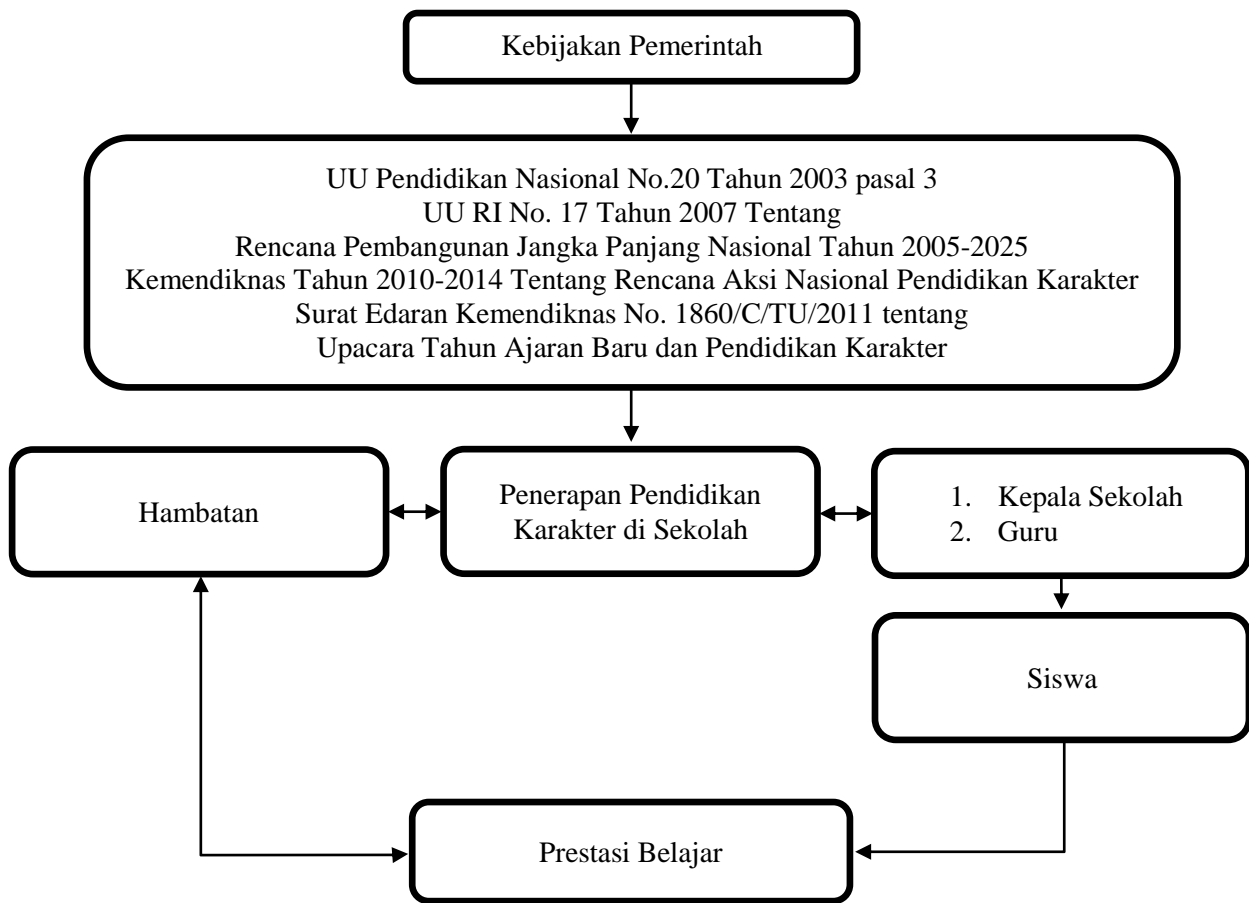 Kebijakan Pemerintah
UU Pendidikan Nasional No.20 Tahun 2003 pasal 3
UU RI No. 17 Tahun 2007 Tentang
Rencana Pembangunan Jangka Panjang Nasional Tahun 2005-2025
Kemendiknas Tahun 2010-2014 Tentang Rencana Aksi Nasional Pendidikan Karakter
Surat Edaran Kemendiknas No. 1860/C/TU/2011 tentang
Upacara Tahun Ajaran Baru dan Pendidikan Karakter
Hambatan
Penerapan Pendidikan
Karakter di Sekolah
1. Kepala Sekolah
2. Guru
Siswa
Prestasi Belajar